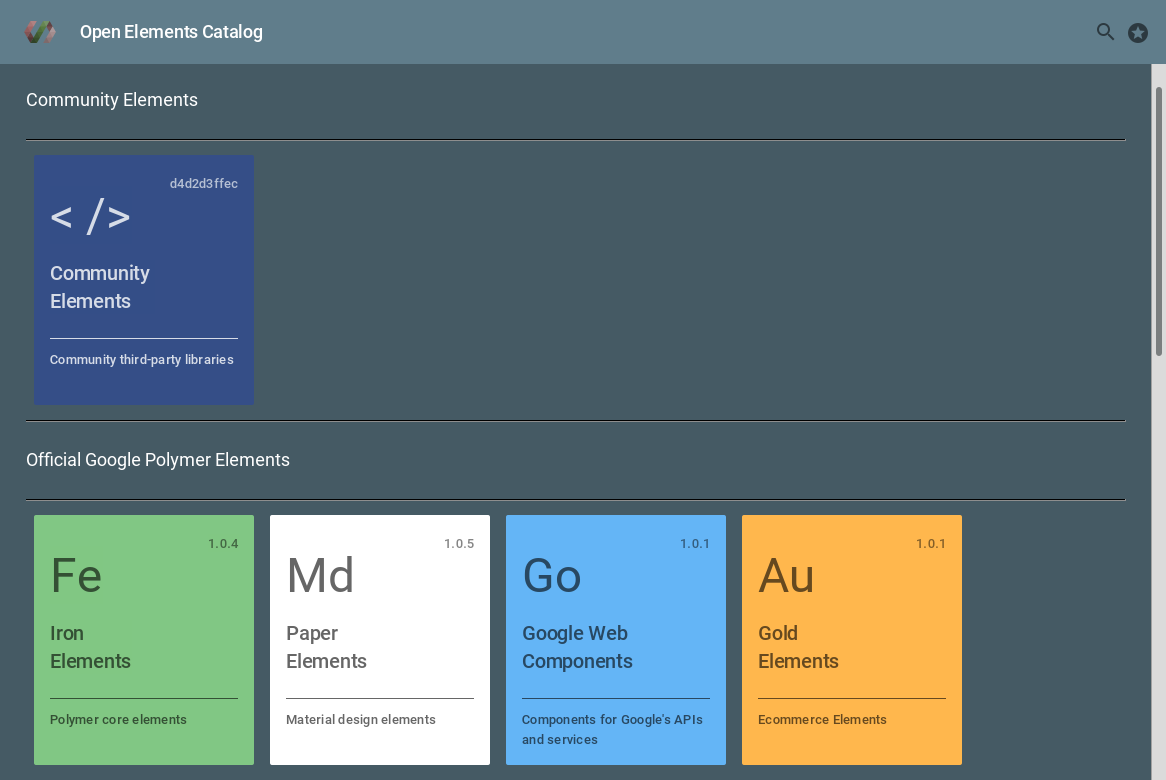 Open Elements Catalog
Community Elements
d4d2d3ffec
< />
Community
Elements
Community third-party libraries
Official Google Polymer Elements
1.0.4
Fe
Iron
Elements
Polymer core elements
1.0.5
Md
Paper
Elements
Material design elements
1.0.1
Go
Google Web
Components
Components for Google's APIs
and services
1.0.1
Au
Gold
Elements
Ecommerce Elements